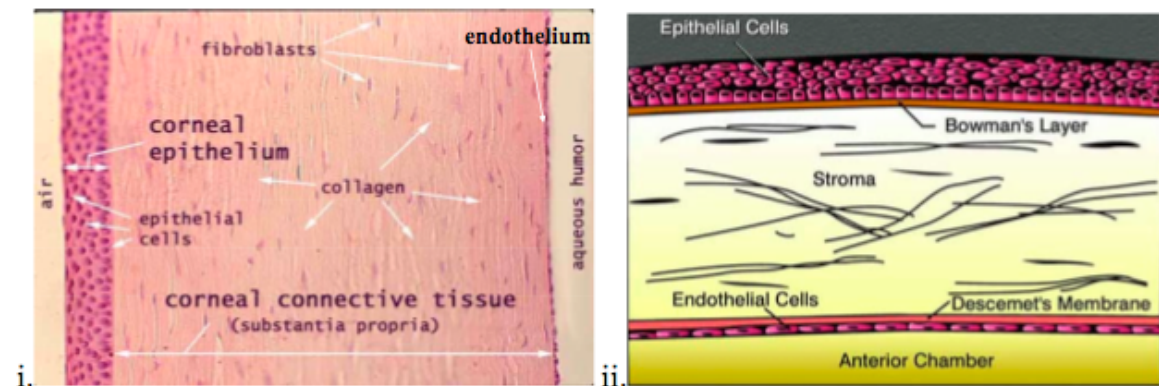 fibroblasts
endothelium
corneal
epithelium
air
collagen
epithelial
cells
aqueous humor
corneal connective tissue
(substantia propria)
i.
Epithelial Cells
Bowman's Layer
Stroma
Endothelial Cells
Descemet's Membrane
Anterior Chamber
ii.